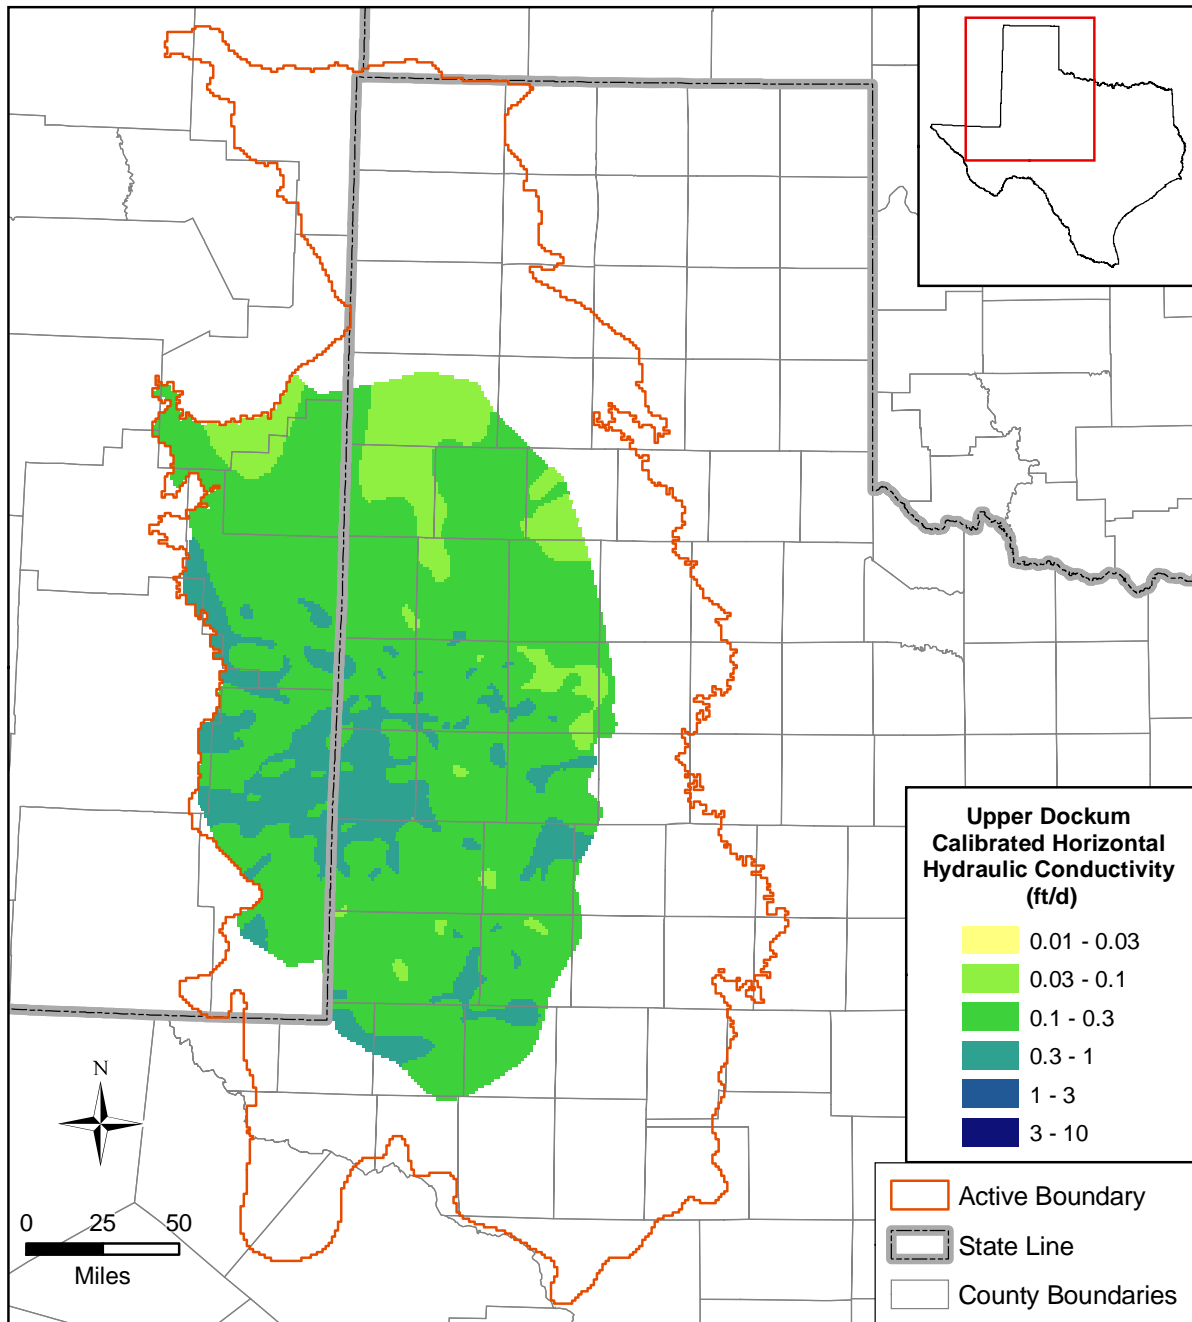 Upper Dockum
Calibrated Horizontal
Hydraulic Conductivity
(ft/d)
0.01 - 0.03
0.03 - 0.1
0.1 - 0.3
0.3 - 1
1 - 3
3 - 10
N
0 25 50
Miles
Active Boundary
State Line
County Boundaries